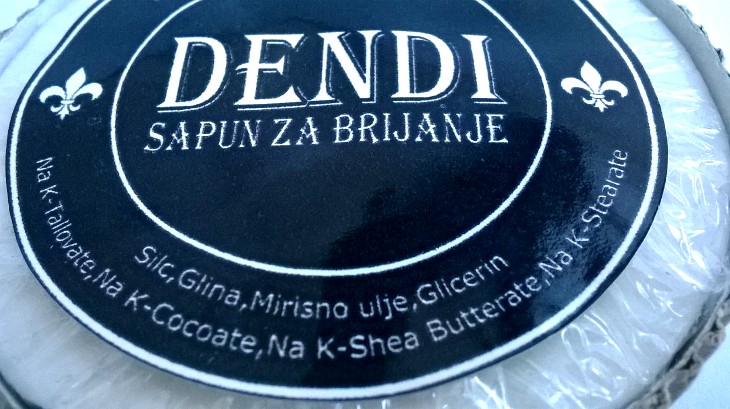 DENDI
SAPUN ZA BRIJANJE
Silc,Glina,Mirisno ulje,Glicerin
Na K-Tallovate,Na K-Cocoate,Na K-Shea Butterate,Na K-Stearate